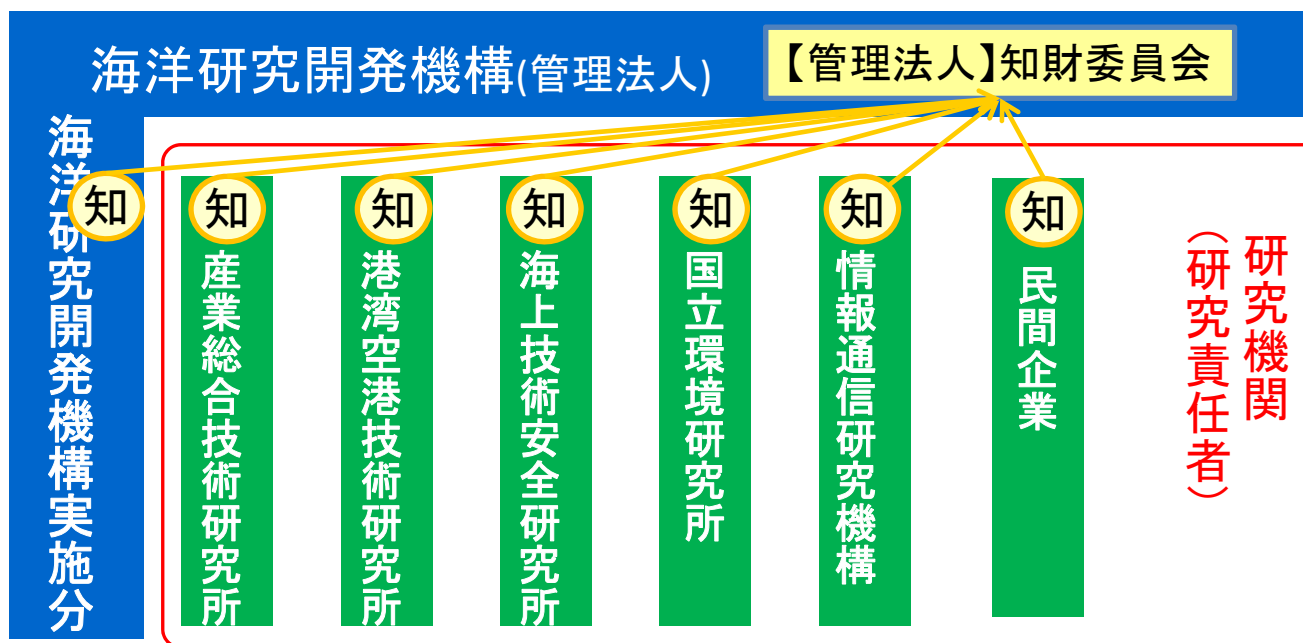 海洋研究開発機構(管理法人)
【管理法人】知財委員会
知
海洋研究開発機構実施分
知
産業総合技術研究所
知
港湾空港技術研究所
知
海上技術安全研究所
知
国立環境研究所
知
情報通信研究機構
知
民間企業
研究機関
（研究責任者）